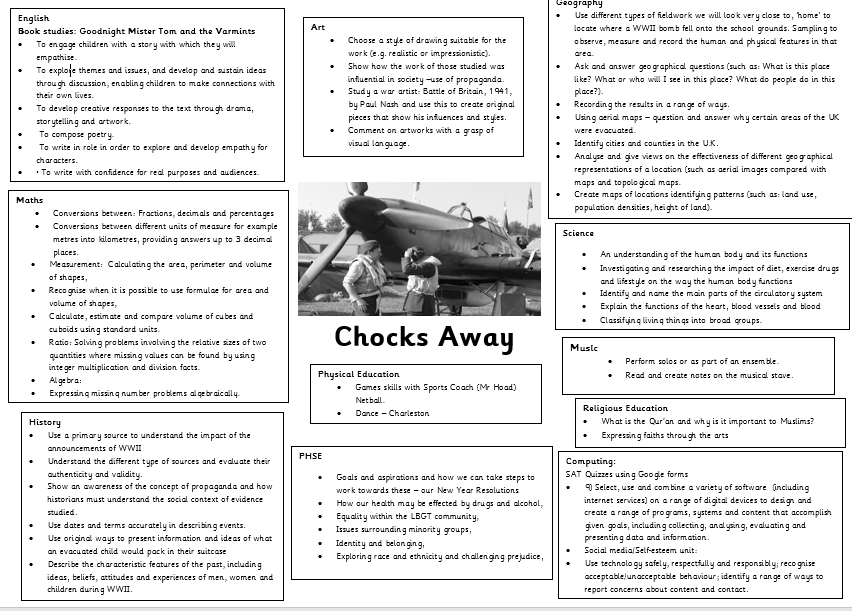 English
Book studies: Goodnight Mister Tom and the Varmints
• To engage children with a story with which they will
empathise.
• To explore themes and issues, and develop and sustain ideas
through discussion, enabling children to make connections with
their own lives.
• To develop creative responses to the text through drama,
storytelling and artwork.
• To compose poetry.
• To write in role in order to explore and develop empathy for
characters.
• • To write with confidence for real purposes and audiences.
Maths
• Conversions between: Fractions, decimals and percentages
• Conversions between different units of measure for example
metres into kilometres, providing answers up to 3 decimal
places.
• Measurement: Calculating the area, perimeter and volume
of shapes,
• Recognise when it is possible to use formulae for area and
volume of shapes,
• Calculate, estimate and compare volume of cubes and
cuboids using standard units.
• Ratio: Solving problems involving the relative sizes of two
quantities where missing values can be found by using
integer multiplication and division facts.
• Algebra:
• Expressing missing number problems algebraically.
History
• Use a primary source to understand the impact of the
announcements of WWII
• Understand the different type of sources and evaluate their
authenticity and validity.
• Show an awareness of the concept of propaganda and how
historians must understand the social context of evidence
studied.
• Use dates and terms accurately in describing events.
• Use original ways to present information and ideas of what
an evacuated child would pack in their suitcase
• Describe the characteristic features of the past, including
ideas, beliefs, attitudes and experiences of men, women and
children during WWII.
Art
• Choose a style of drawing suitable for the
work (e.g. realistic or impressionistic).
• Show how the work of those studied was
influential in society –use of propaganda.
• Study a war artist: Battle of Britain, 1941,
by Paul Nash and use this to create original
pieces that show his influences and styles.
• Comment on artworks with a grasp of
visual language.
Chocks Away
Physical Education
• Games skills with Sports Coach (Mr Hoad)
Netball.
• Dance – Charleston
PHSE
• Goals and aspirations and how we can take steps to
work towards these – our New Year Resolutions
• How our health may be effected by drugs and alcohol,
• Equality within the LBGT community,
• Issues surrounding minority groups,
• Identity and belonging,
• Exploring race and ethnicity and challenging prejudice,
Geography
• Use different types of fieldwork we will look very close to, 'home' to
locate where a WWII bomb fell onto the school grounds. Sampling to
observe, measure and record the human and physical features in that
area.
• Ask and answer geographical questions (such as: What is this place
like? What or who will I see in this place? What do people do in this
place?).
• Recording the results in a range of ways.
• Using aerial maps – question and answer why certain areas of the UK
were evacuated.
• Identify cities and counties in the U.K.
• Analyse and give views on the effectiveness of different geographical
representations of a location (such as aerial images compared with
maps and topological maps.
• Create maps of locations identifying patterns (such as: land use,
population densities, height of land).
Science
• An understanding of the human body and its functions
• Investigating and researching the impact of diet, exercise drugs
and lifestyle on the way the human body functions
• Identify and name the main parts of the circulatory system
• Explain the functions of the heart, blood vessels and blood
• Classifying living things into broad groups.
Music
• Perform solos or as part of an ensemble.
• Read and create notes on the musical stave.
Religious Education
• What is the Qur'an and why is it important to Muslims?
• Expressing faiths through the arts
Computing:
SAT Quizzes using Google forms
• 9) Select, use and combine a variety of software (including
internet services) on a range of digital devices to design and
create a range of programs, systems and content that accomplish
given goals, including collecting, analysing, evaluating and
presenting data and information.
• Social media/Self-esteem unit:
• Use technology safely, respectfully and responsibly; recognise
acceptable/unacceptable behaviour; identify a range of ways to
report concerns about content and contact.